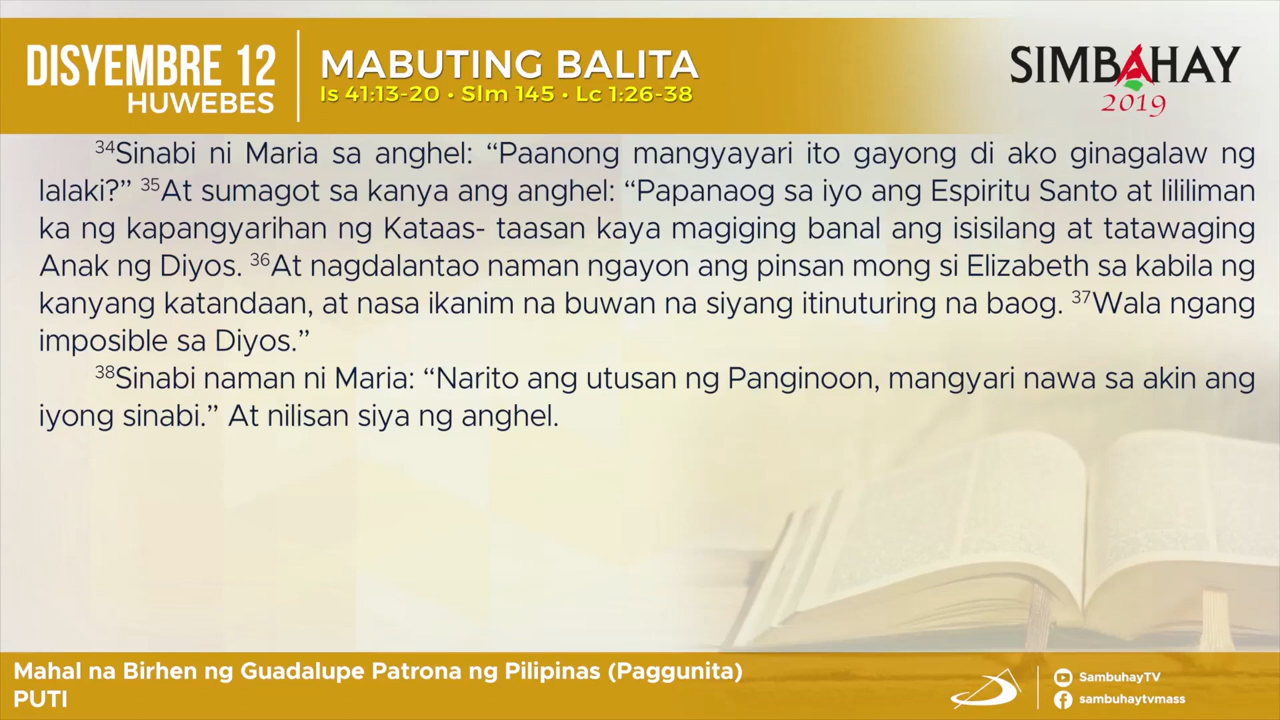 DISYEMBRE 12
HUWEBES
MABUTING BALITA
Is 41:13-20 • Slm 145 • Lc 1:26-38
SIMBAHAY
2019
34Sinabi ni Maria sa anghel: “Paanong mangyayari ito gayong di ako ginagalaw ng
lalaki?” 35At sumagot sa kanya ang anghel: “Papanaog sa iyo ang Espiritu Santo at lililiman
ka ng kapangyarihan ng Kataas- taasan kaya magiging banal ang isisilang at tatawaging
Anak ng Diyos. 36At nagdalantao naman ngayon ang pinsan mong si Elizabeth sa kabila ng
kanyang katandaan, at nasa ikanim na buwan na siyang itinuturing na baog. 37Wala ngang
imposible sa Diyos.”
38Sinabi naman ni Maria: “Narito ang utusan ng Panginoon, mangyari nawa sa akin ang
iyong sinabi.” At nilisan siya ng anghel.
Mahal na Birhen ng Guadalupe Patrona ng Pilipinas (Paggunita)
PUTI
SambuhayTV
sambuhaytvmass